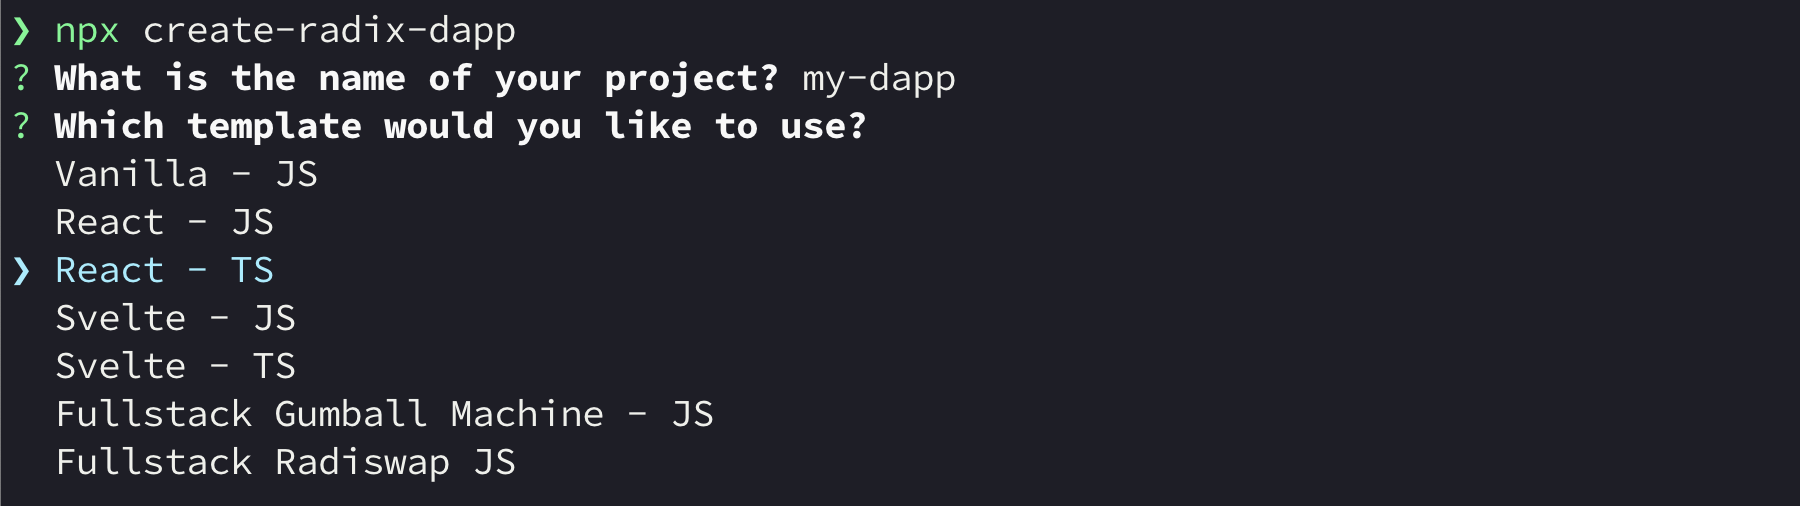 ❯ npx create-radix-dapp
? What is the name of your project? my-dapp
? Which template would you like to use?
Vanilla - JS
React - JS
❯ React - TS
Svelte - JS
Svelte - TS
Fullstack Gumball Machine - JS
Fullstack Radiswap JS